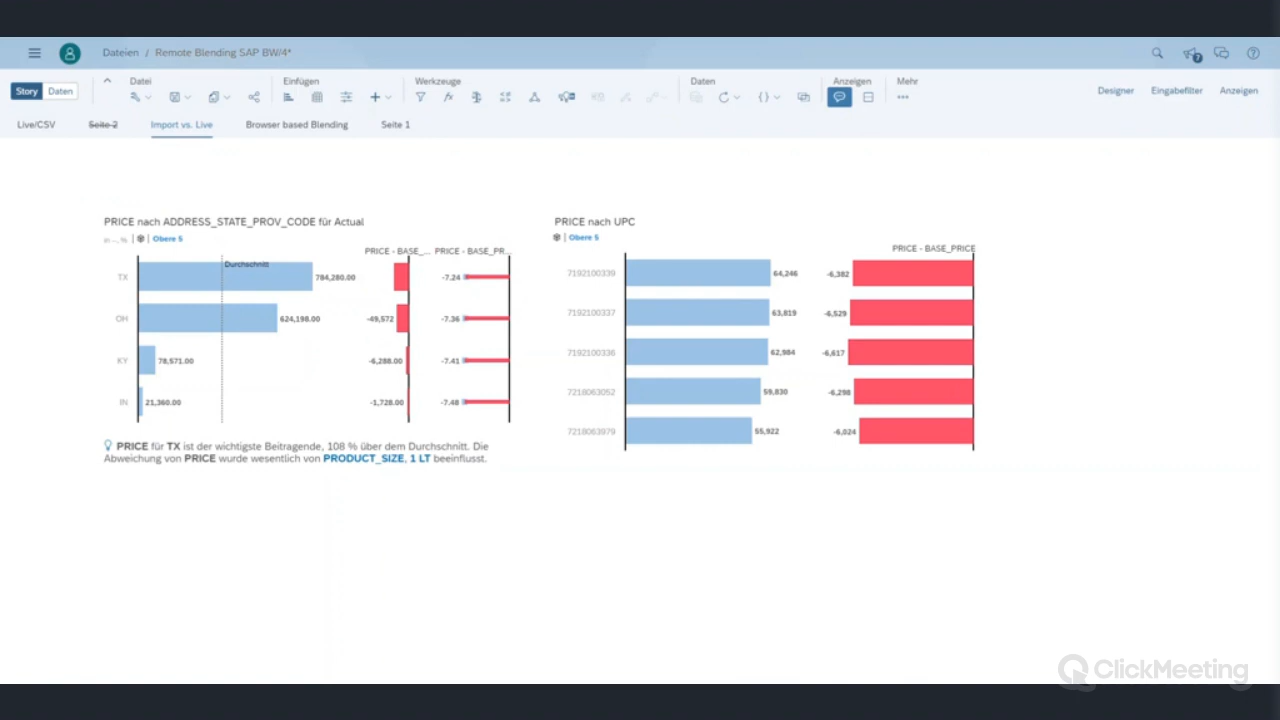 Dateien / Remote Blending SAP BW/4*
7
Story Daten
Datei
Einfügen
Werkzeuge
Daten
Anzeigen
Mehr
Designer
Eingabefilter
Anzeigen
Live/CSV
Seite 2
Import vs. Live
Browser based Blending
Seite 1
PRICE nach ADDRESS_STATE_PROV_CODE für Actual
in –, % | Obere 5
PRICE - BASE_... PRICE - BASE_PR...
Durchschnitt
TX 784,280.00 -7.24
OH 624,198.00 -49,572 -7.36
KY 78,571.00 -6,288.00 -7.41
IN 21,360.00 -1,728.00 -7.48
PRICE für TX ist der wichtigste Beitragende, 108 % über dem Durchschnitt. Die
Abweichung von PRICE wurde wesentlich von PRODUCT_SIZE, 1 LT beeinflusst.
PRICE nach UPC
| Obere 5
PRICE - BASE_PRICE
7192100339 64,246 -6,382
7192100337 63,819 -6,529
7192100336 62,984 -6,617
7218063052 59,830 -6,298
7218063979 55,922 -6,024
ClickMeeting